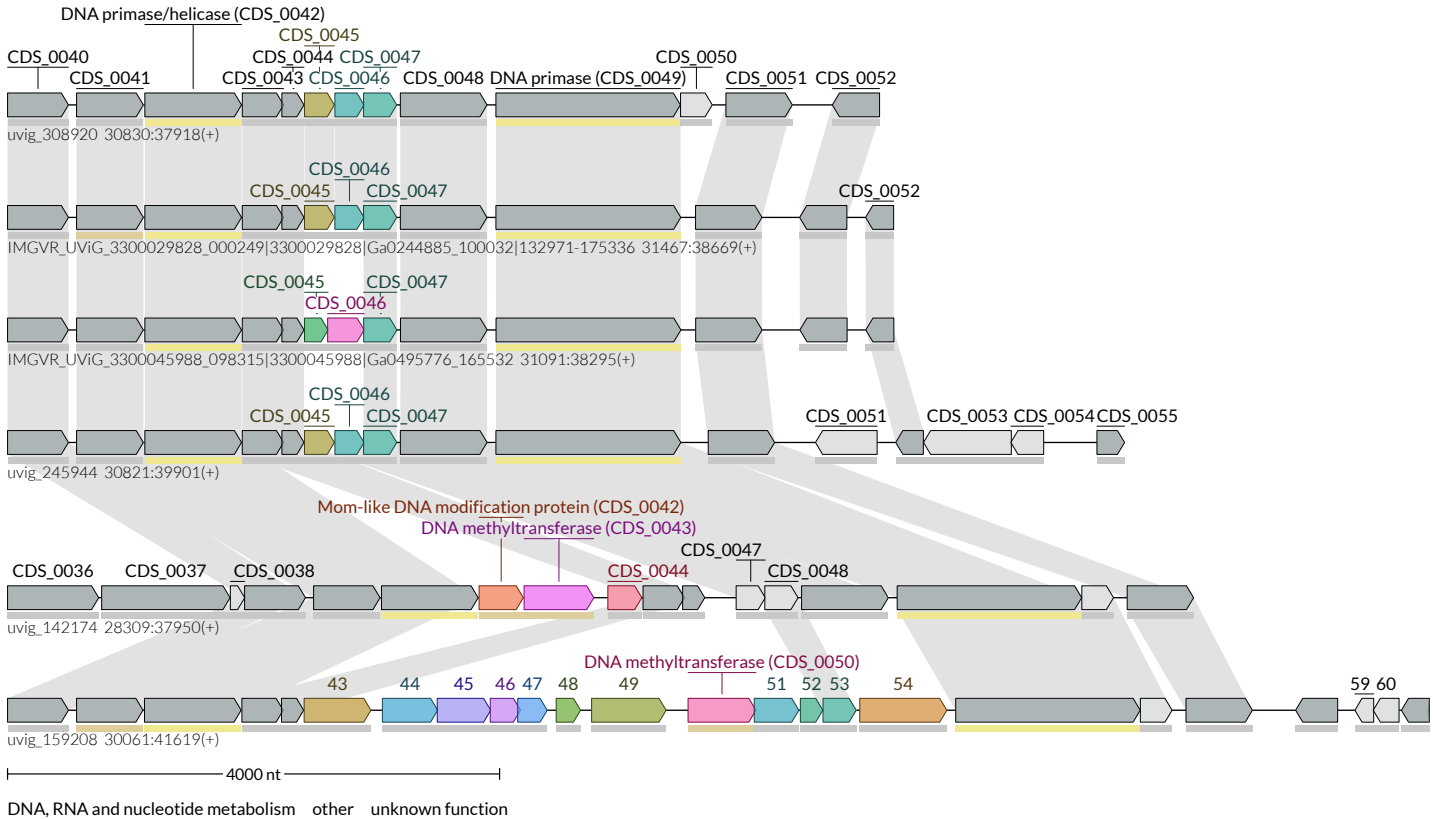 DNA primase/helicase (CDS_0042)
CDS_0045
CDS_0040 CDS_0044 CDS_0047 CDS_0050
CDS_0041 CDS_0043 CDS_0046 CDS_0048 DNA primase (CDS_0049) CDS_0051 CDS_0052
uvig_308920 30830:37918(+)
CDS_0046
CDS_0045 CDS_0047 CDS_0052
IMGVR_UViG_3300029828_000249|3300029828|Ga0244885_100032|132971-175336 31467:38669(+)
CDS_0045 CDS_0047
CDS_0046
IMGVR_UViG_3300045988_098315|3300045988|Ga0495776_165532 31091:38295(+)
CDS_0046
CDS_0045 CDS_0047 CDS_0051 CDS_0053 CDS_0054 CDS_0055
uvig_245944 30821:39901(+)
Mom-like DNA modification protein (CDS_0042)
DNA methyltransferase (CDS_0043)
CDS_0047
CDS_0036 CDS_0037 CDS_0038 CDS_0044 CDS_0048
uvig_142174 28309:37950(+)
DNA methyltransferase (CDS_0050)
43 44 45 46 47 48 49 51 52 53 54 59 60
uvig_159208 30061:41619(+)
4000 nt
DNA, RNA and nucleotide metabolism other unknown function